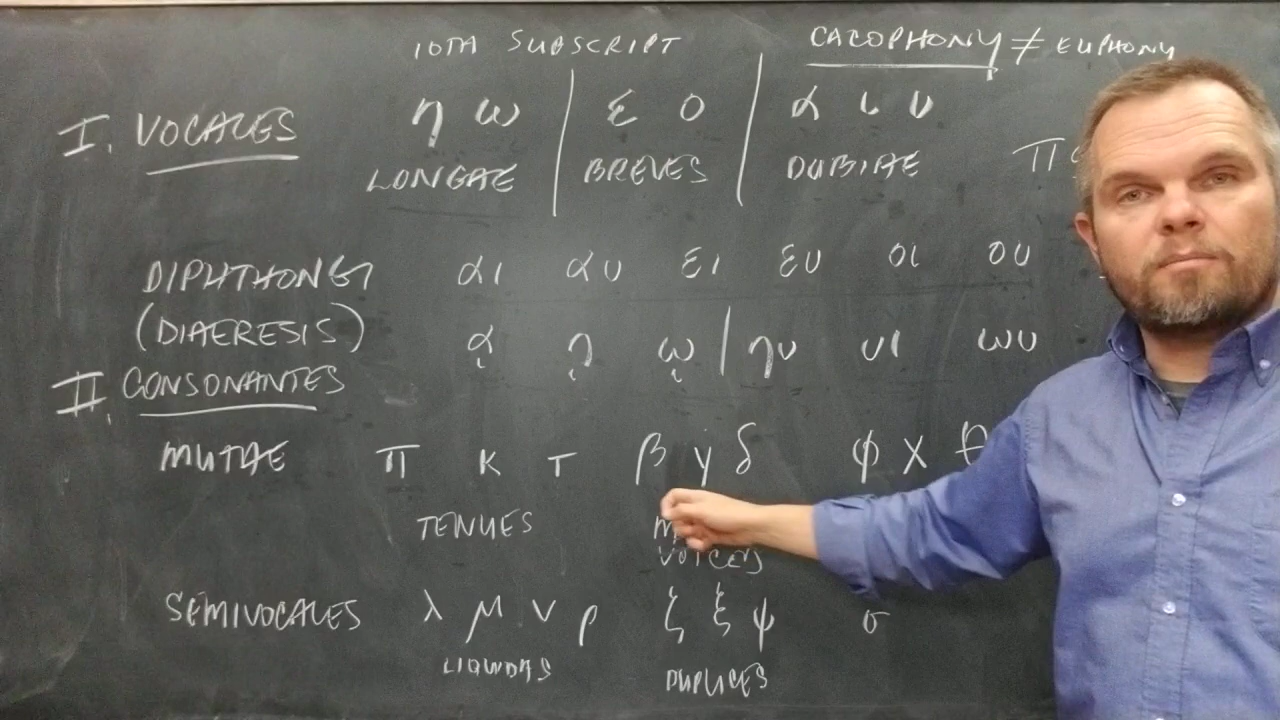 IOTA SUBSCRIPT CACOPHONY ≠ EUPHONY
I. VOCALES η ω | ε ο | α ι υ
LONGAE BREVES DUBIAE
DIPHTHONGI αι αυ ει ευ οι ου
(DIAERESIS) ᾳ ῃ ῳ | ηυ υι ωυ
II. CONSONANTES
MUTAE π κ τ β γ δ φ χ θ
TENUES
VOICED
SEMIVOCALES λ μ ν ρ ζ ξ ψ σ
LIQUIDAS DUPLICES